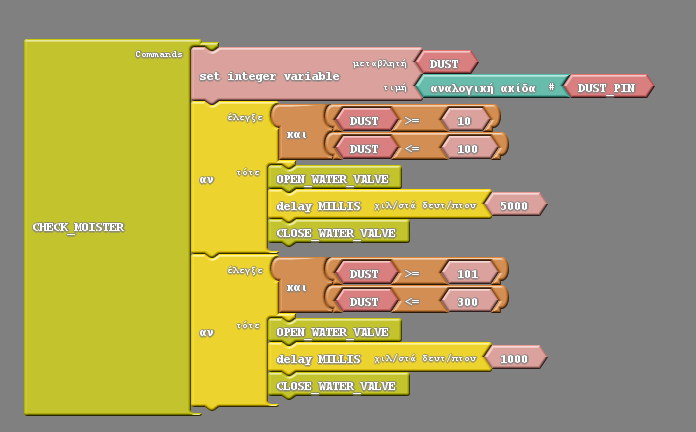 Commands
set integer variable μεταβλητή DUST
τιμή αναλογική ακίδα # DUST_PIN
CHECK_MOISTER
αν έλεγξε και DUST >= 10
DUST <= 100
τότε OPEN_WATER_VALVE
delay MILLIS χιλ/στά δευτ/πτου 5000
CLOSE_WATER_VALVE
αν έλεγξε και DUST >= 101
DUST <= 300
τότε OPEN_WATER_VALVE
delay MILLIS χιλ/στά δευτ/πτου 1000
CLOSE_WATER_VALVE